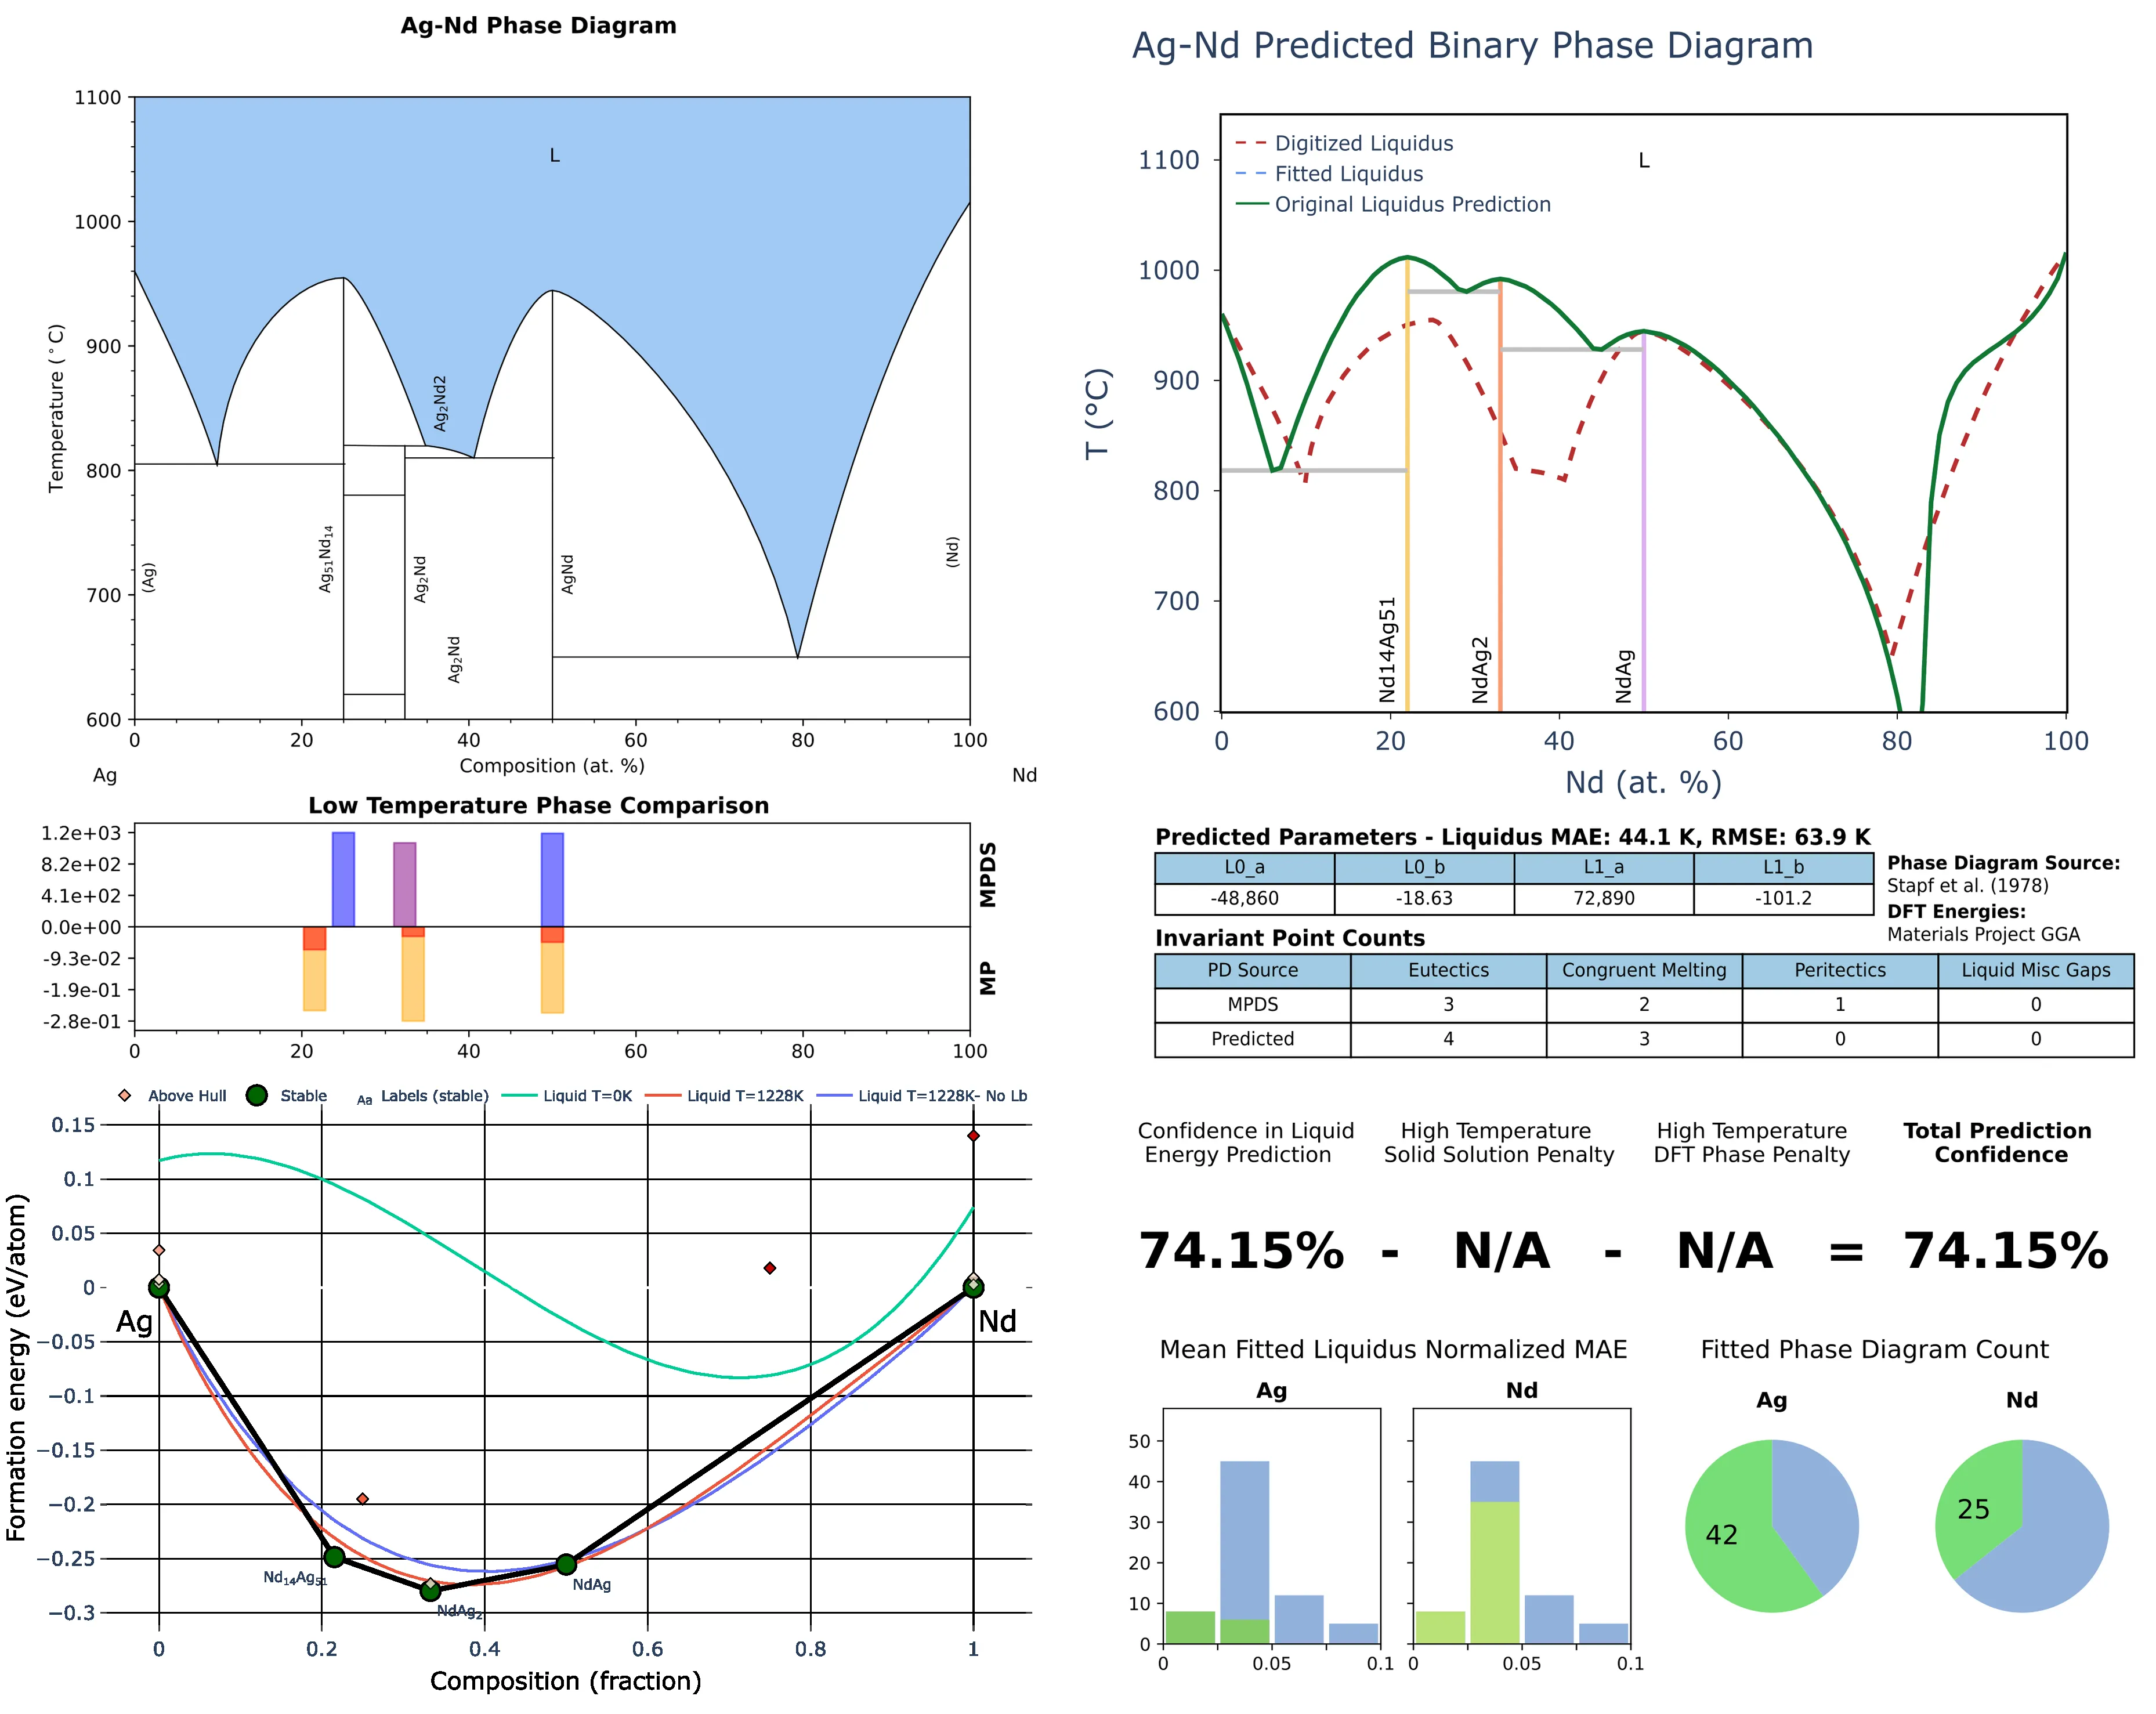 Ag-Nd Phase Diagram
1100
1000
900
800
700
600
Temperature (°C)
L
(Ag)
Ag51Nd14
Ag2Nd2
Ag2Nd
Ag2Nd
AgNd
(Nd)
0 20 40 60 80 100
Composition (at. %)
Ag Nd
Low Temperature Phase Comparison
1.2e+03
8.2e+02
4.1e+02
0.0e+00
-9.3e-02
-1.9e-01
-2.8e-01
MPDS
MP
0 20 40 60 80 100
Above Hull Stable Aa Labels (stable) Liquid T=0K Liquid T=1228K Liquid T=1228K- No Lb
0.15
0.1
0.05
0
−0.05
−0.1
−0.15
−0.2
−0.25
−0.3
Formation energy (eV/atom)
Ag
Nd
Nd14Ag51
NdAg2
NdAg
0 0.2 0.4 0.6 0.8 1
Composition (fraction)
Ag-Nd Predicted Binary Phase Diagram
Digitized Liquidus
Fitted Liquidus
Original Liquidus Prediction
L
1100
1000
900
800
700
600
T (°C)
Nd14Ag51
NdAg2
NdAg
0 20 40 60 80 100
Nd (at. %)
Predicted Parameters - Liquidus MAE: 44.1 K, RMSE: 63.9 K
L0_a L0_b L1_a L1_b
-48,860 -18.63 72,890 -101.2
Phase Diagram Source:
Stapf et al. (1978)
DFT Energies:
Materials Project GGA
Invariant Point Counts
PD Source Eutectics Congruent Melting Peritectics Liquid Misc Gaps
MPDS 3 2 1 0
Predicted 4 3 0 0
Confidence in Liquid
Energy Prediction
High Temperature
Solid Solution Penalty
High Temperature
DFT Phase Penalty
Total Prediction
Confidence
74.15% - N/A - N/A = 74.15%
Mean Fitted Liquidus Normalized MAE
Ag Nd
50
40
30
20
10
0
0 0.05 0.1
0 0.05 0.1
Fitted Phase Diagram Count
Ag Nd
42
25